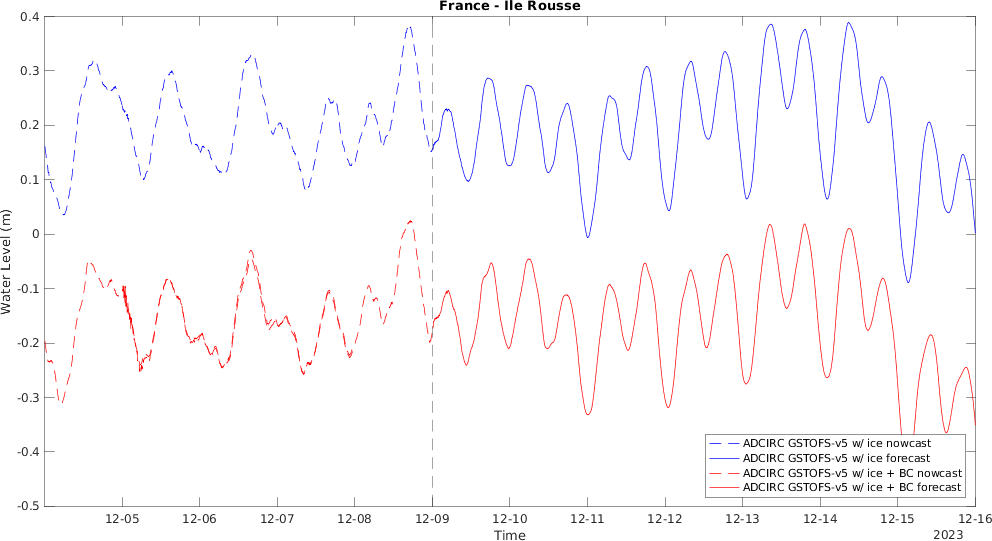 France - Ile Rousse
0.4
0.3
0.2
0.1
0
-0.1
-0.2
-0.3
-0.4
-0.5
Water Level (m)
ADCIRC GSTOFS-v5 w/ ice nowcast
ADCIRC GSTOFS-v5 w/ ice forecast
ADCIRC GSTOFS-v5 w/ ice + BC nowcast
ADCIRC GSTOFS-v5 w/ ice + BC forecast
12-05 12-06 12-07 12-08 12-09 12-10 12-11 12-12 12-13 12-14 12-15 12-16
Time
2023